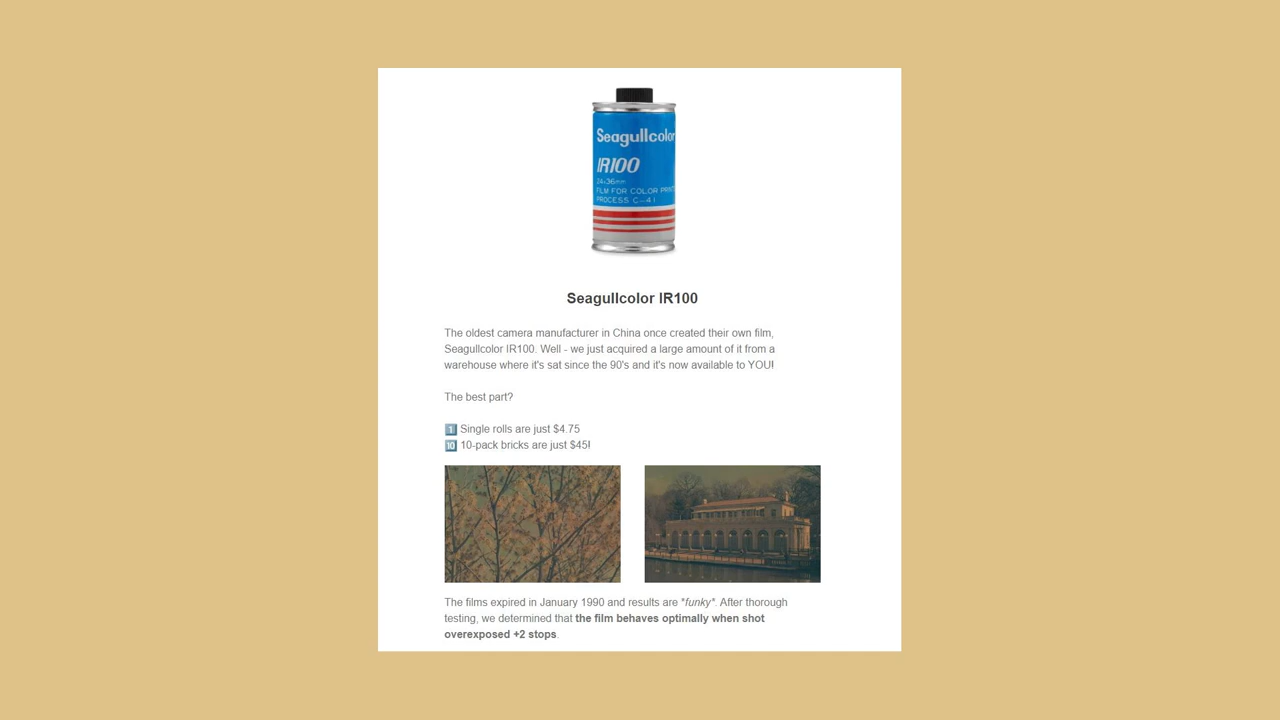 Seagullcolor
IR100
24×36mm
FILM FOR COLOR PRINT
PROCESS C-41
Seagullcolor IR100
The oldest camera manufacturer in China once created their own film,
Seagullcolor IR100. Well - we just acquired a large amount of it from a
warehouse where it's sat since the 90's and it's now available to YOU!
The best part?
1 Single rolls are just $4.75
10 10-pack bricks are just $45!
The films expired in January 1990 and results are *funky*. After thorough
testing, we determined that the film behaves optimally when shot
overexposed +2 stops.